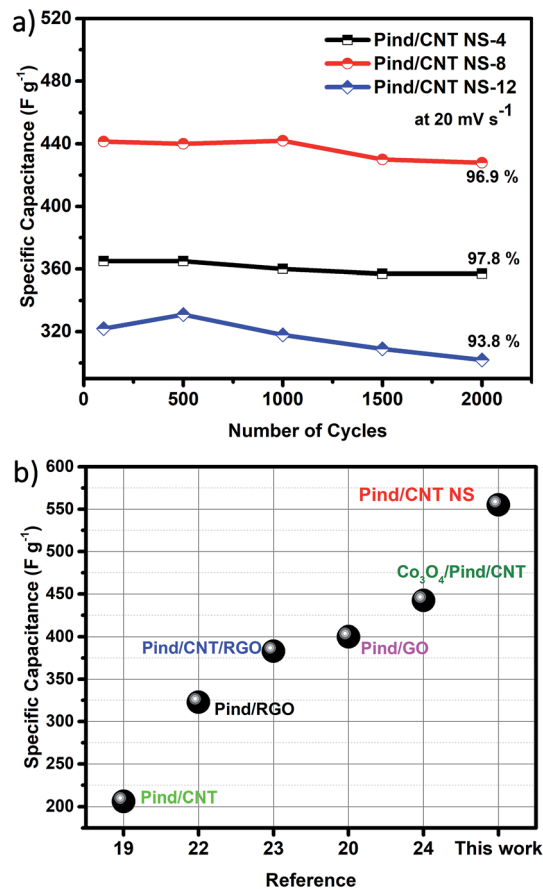 a)
520
480
440
400
360
320
Specific Capacitance (F g⁻¹)
Pind/CNT NS-4
Pind/CNT NS-8
Pind/CNT NS-12
at 20 mV s⁻¹
96.9 %
97.8 %
93.8 %
0 500 1000 1500 2000
Number of Cycles
b)
600
550
500
450
400
350
300
250
200
Specific Capacitance (F g⁻¹)
Pind/CNT NS
Co₃O₄/Pind/CNT
Pind/CNT/RGO
Pind/GO
Pind/RGO
Pind/CNT
19 22 23 20 24 This work
Reference